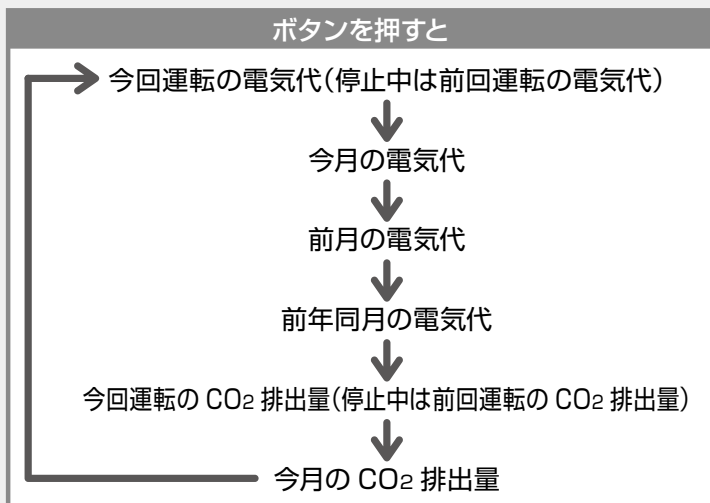 ボタンを押すと
今回運転の電気代(停止中は前回運転の電気代)
今月の電気代
前月の電気代
前年同月の電気代
今回運転の CO2 排出量(停止中は前回運転の CO2 排出量)
今月の CO2 排出量